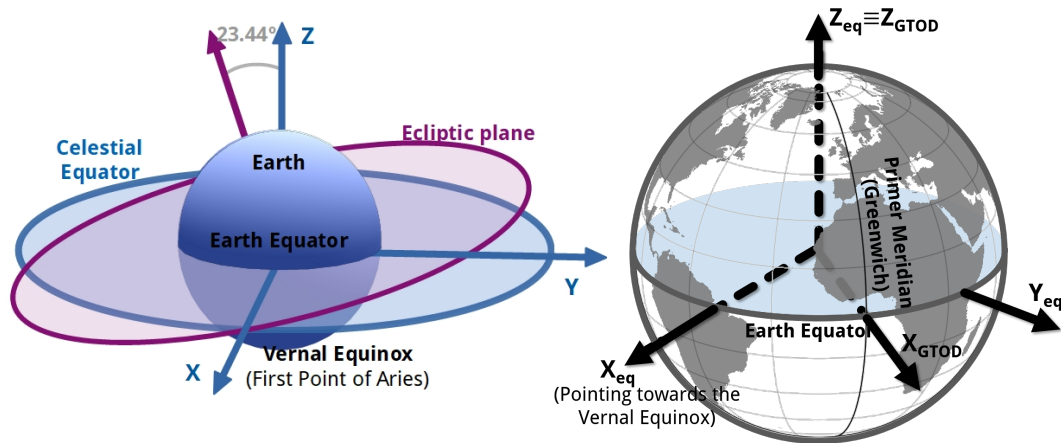 23.44º
Z
Celestial
Equator
Ecliptic plane
Earth
Earth Equator
Y
X
Vernal Equinox
(First Point of Aries)
Zeq≡ZGTOD
Primer Meridian
(Greenwich)
Earth Equator
Yeq
XGTOD
Xeq
(Pointing towards the
Vernal Equinox)